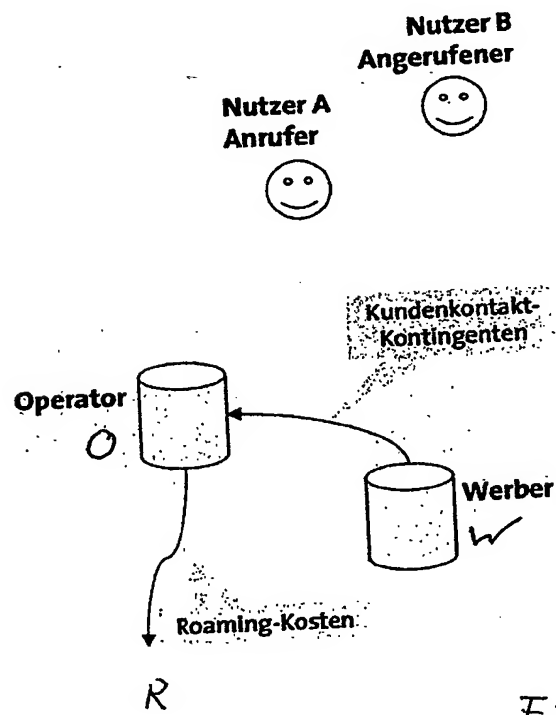 Nutzer B
Angerufener
Nutzer A
Anrufer
Kundenkontakt-
Kontingenten
Operator
O
Werber
W
Roaming-Kosten
R